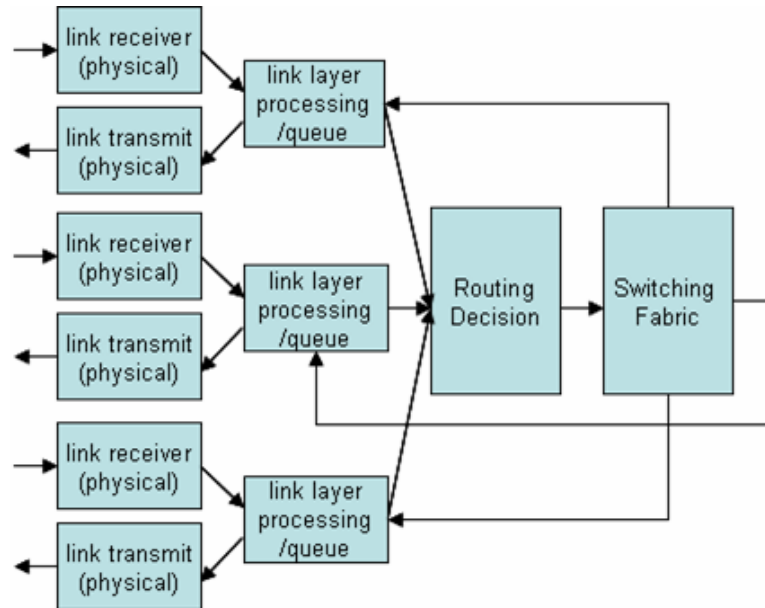 link receiver
(physical)
link layer
processing
/queue
link transmit
(physical)
link receiver
(physical)
link layer
processing
/queue
Routing
Decision
Switching
Fabric
link transmit
(physical)
link receiver
(physical)
link layer
processing
/queue
link transmit
(physical)